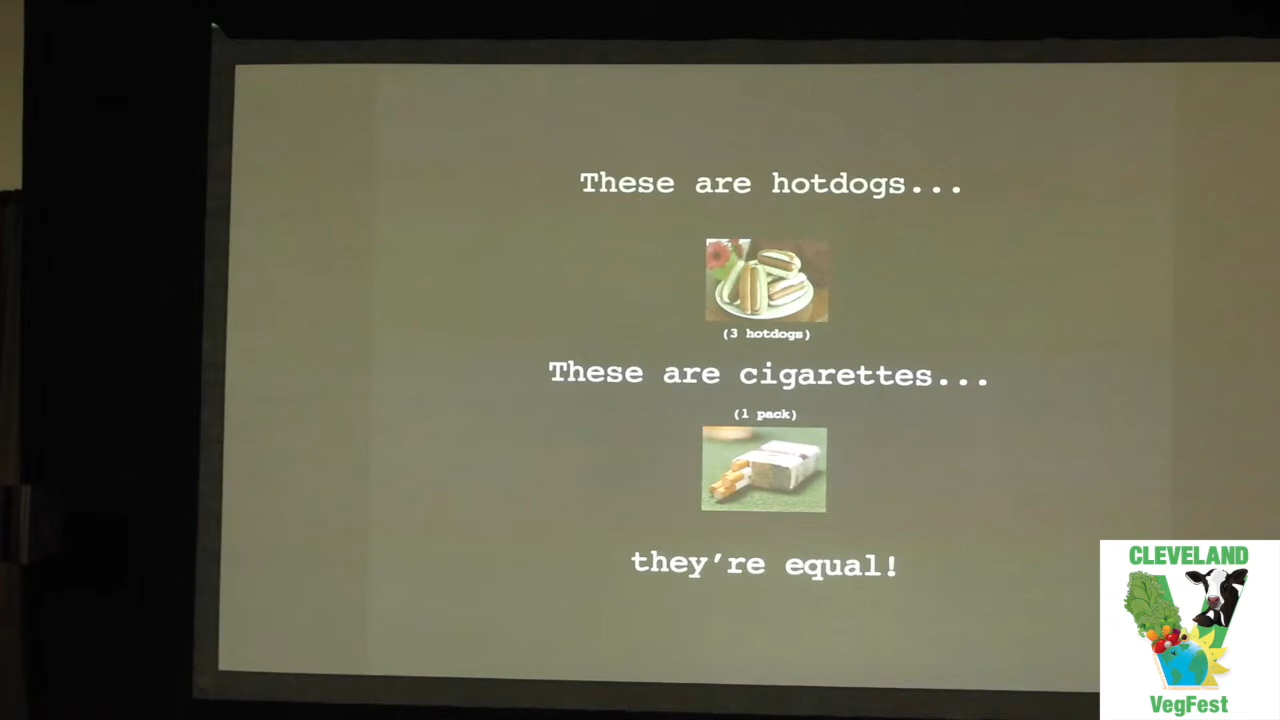 These are hotdogs...
(3 hotdogs)
These are cigarettes...
(1 pack)
they're equal!
CLEVELAND
VegFest